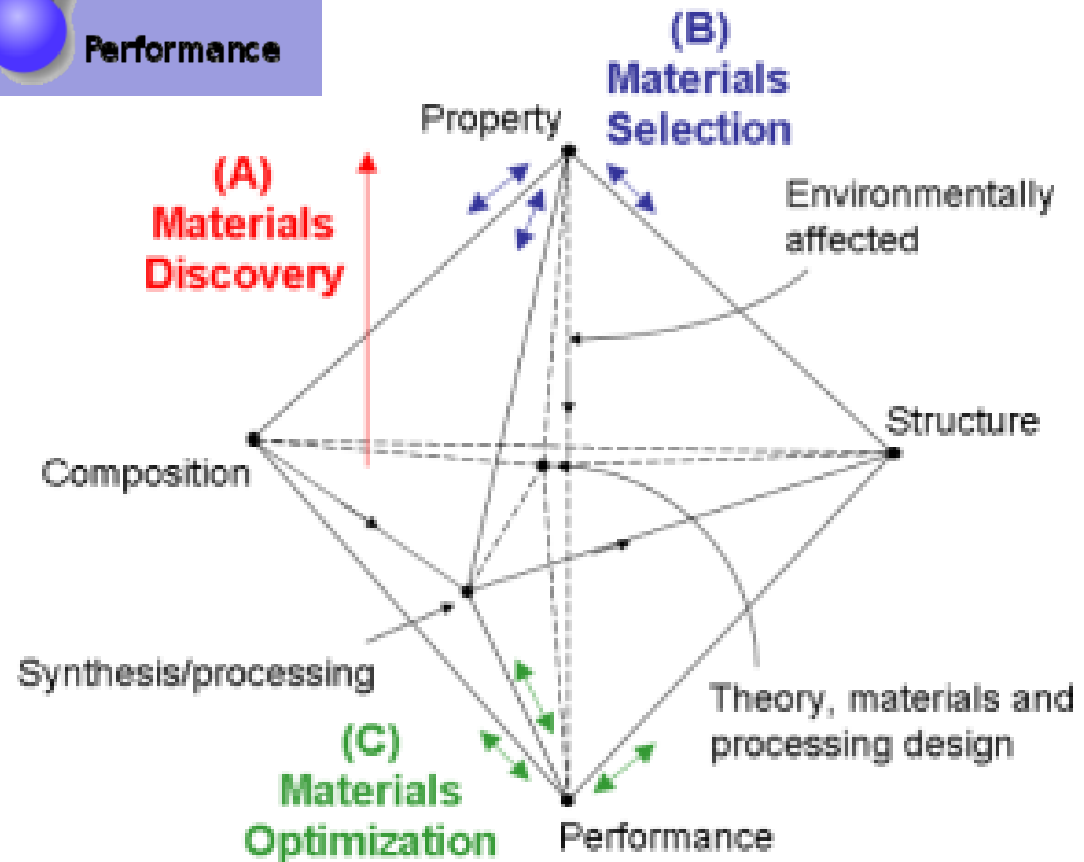 Performance
(B)
Materials
Selection
Property
(A)
Materials
Discovery
Environmentally
affected
Structure
Composition
Synthesis/processing
Theory, materials and
processing design
(C)
Materials
Optimization
Performance